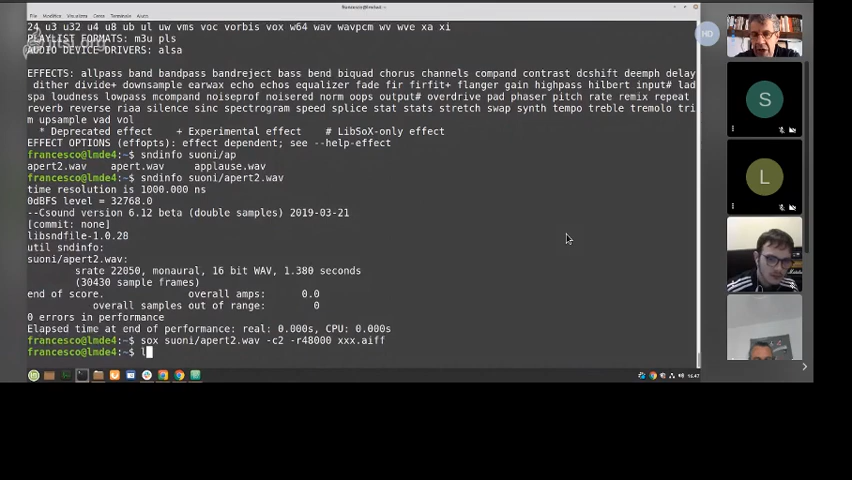 File Modifica Visualizza Cerca Terminale Aiuto
24 u3 u32 u4 u8 ub ul uw vms voc vorbis vox w64 wav wavpcm wv wve xa xi
PLAYLIST FORMATS: m3u pls
AUDIO DEVICE DRIVERS: alsa
EFFECTS: allpass band bandpass bandreject bass bend biquad chorus channels compand contrast dcshift deemph delay
dither divide+ downsample earwax echo echos equalizer fade fir firfit+ flanger gain highpass hilbert input# lad
spa loudness lowpass mcompand noiseprof noisered norm oops output# overdrive pad phaser pitch rate remix repeat
reverb reverse riaa silence sinc spectrogram speed splice stat stats stretch swap synth tempo treble tremolo tri
m upsample vad vol
* Deprecated effect + Experimental effect # LibSoX-only effect
EFFECT OPTIONS (effopts): effect dependent; see --help-effect
francesco@lmde4:~$ sndinfo suoni/ap
apert2.wav apert.wav applause.wav
francesco@lmde4:~$ sndinfo suoni/apert2.wav
time resolution is 1000.000 ns
0dBFS level = 32768.0
--Csound version 6.12 beta (double samples) 2019-03-21
[commit: none]
libsndfile-1.0.28
util sndinfo:
suoni/apert2.wav:
srate 22050, monaural, 16 bit WAV, 1.380 seconds
(30430 sample frames)
end of score. overall amps: 0.0
overall samples out of range: 0
0 errors in performance
Elapsed time at end of performance: real: 0.000s, CPU: 0.000s
francesco@lmde4:~$ sox suoni/apert2.wav -c2 -r48000 xxx.aiff
francesco@lmde4:~$ l
16.47
HD
S
L